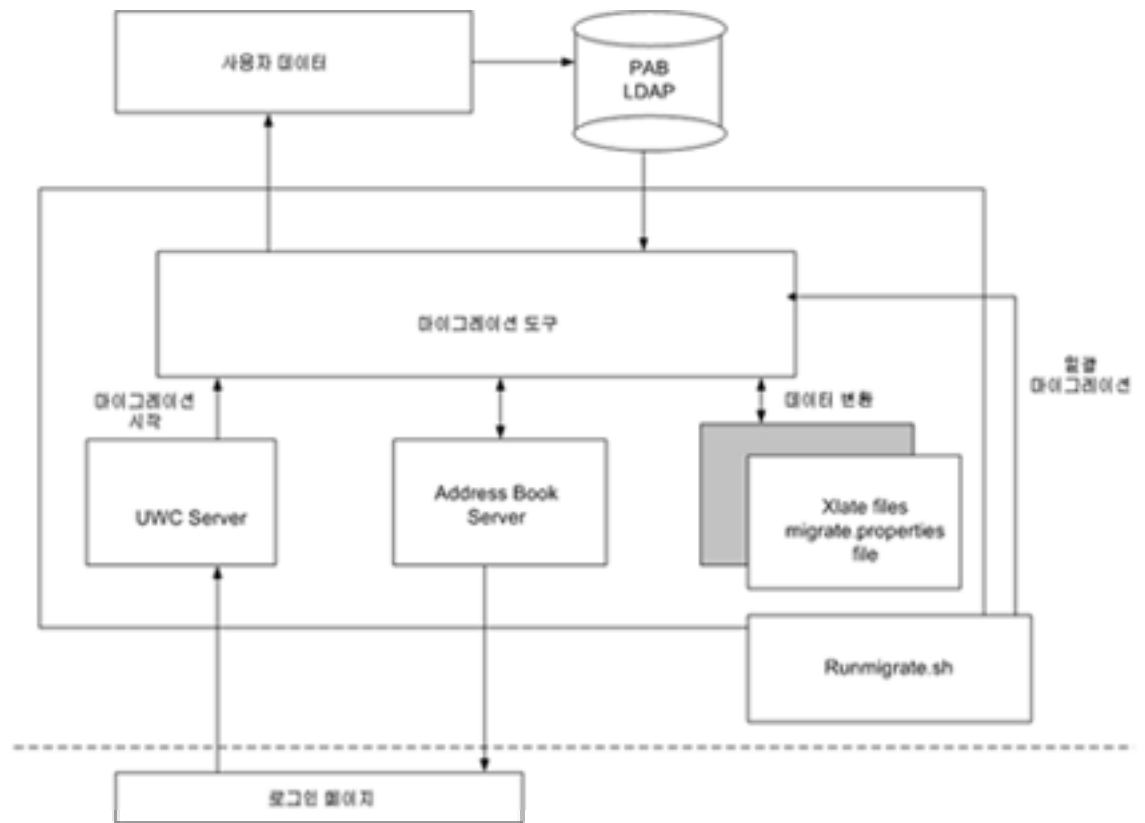 사용자 데이터
PAB
LDAP
마이그레이션 도구
일괄
마이그레이션
마이그레이션
시작
데이터 변환
UWC Server
Address Book
Server
Xlate files
migrate.properties
file
Runmigrate.sh
로그인 페이지